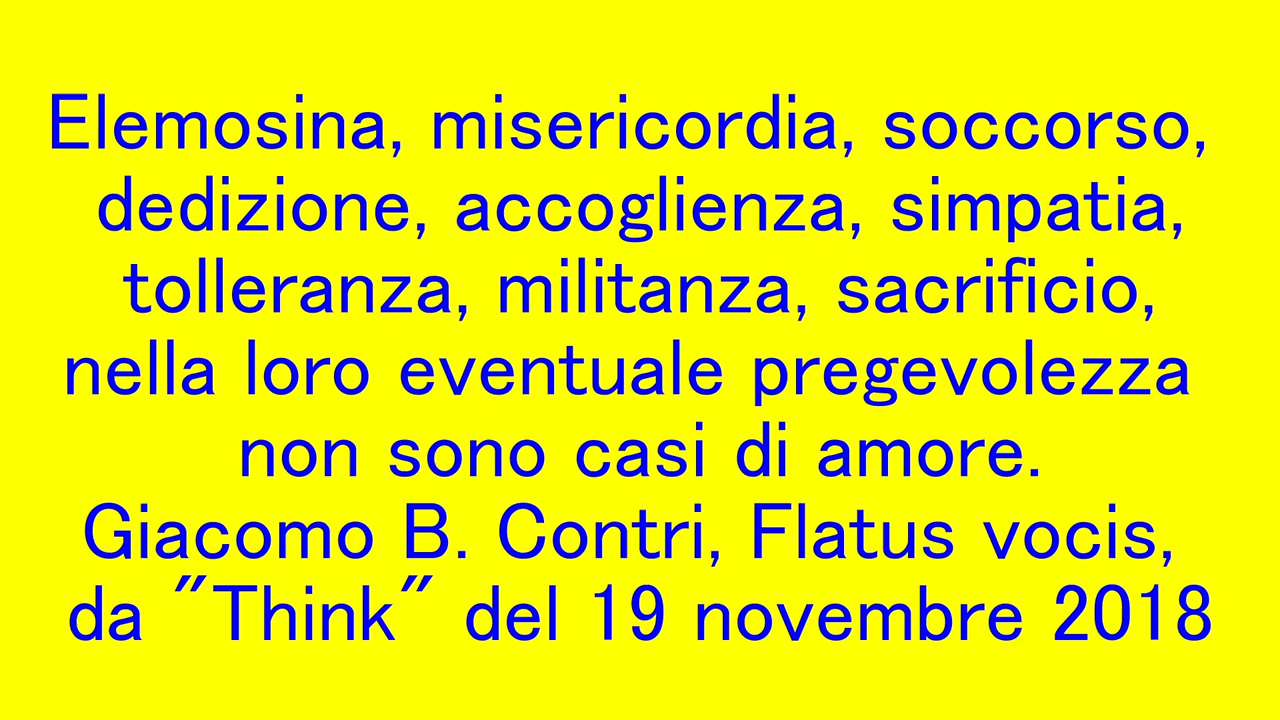 Elemosina, misericordia, soccorso,
dedizione, accoglienza, simpatia,
tolleranza, militanza, sacrificio,
nella loro eventuale pregevolezza
non sono casi di amore.
Giacomo B. Contri, Flatus vocis,
da "Think" del 19 novembre 2018